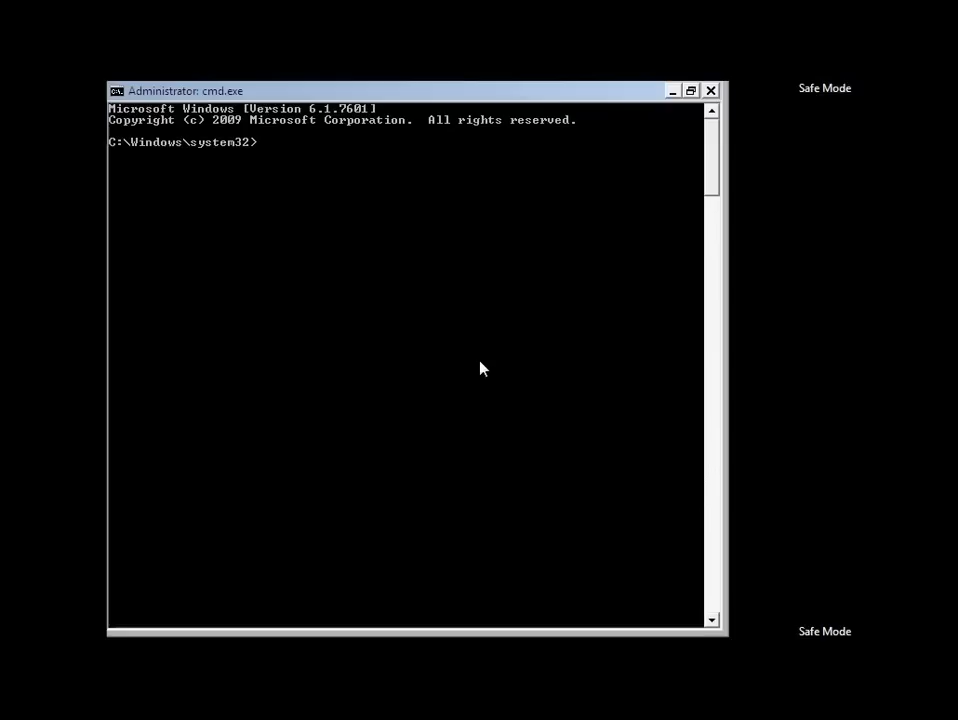 Administrator: cmd.exe
Safe Mode
Microsoft Windows [Version 6.1.7601]
Copyright (c) 2009 Microsoft Corporation.  All rights reserved.
C:\Windows\system32>
Safe Mode